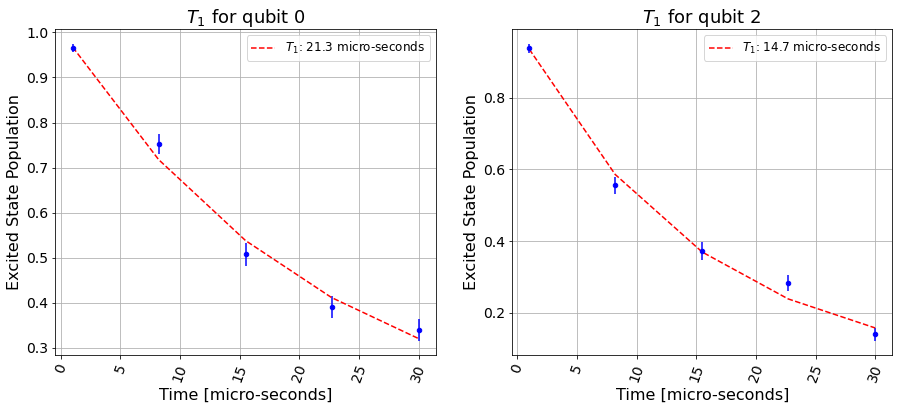 T₁ for qubit 0
T₁: 21.3 micro-seconds
Excited State Population
1.0
0.9
0.8
0.7
0.6
0.5
0.4
0.3
0 5 10 15 20 25 30
Time [micro-seconds]
T₁ for qubit 2
T₁: 14.7 micro-seconds
Excited State Population
0.8
0.6
0.4
0.2
0 5 10 15 20 25 30
Time [micro-seconds]